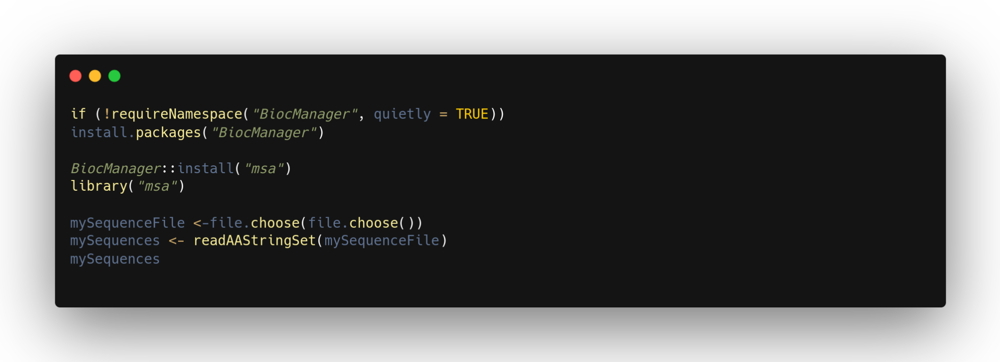 if (!requireNamespace("BiocManager", quietly = TRUE))
install.packages("BiocManager")
BiocManager::install("msa")
library("msa")
mySequenceFile <-file.choose(file.choose())
mySequences <- readAAStringSet(mySequenceFile)
mySequences